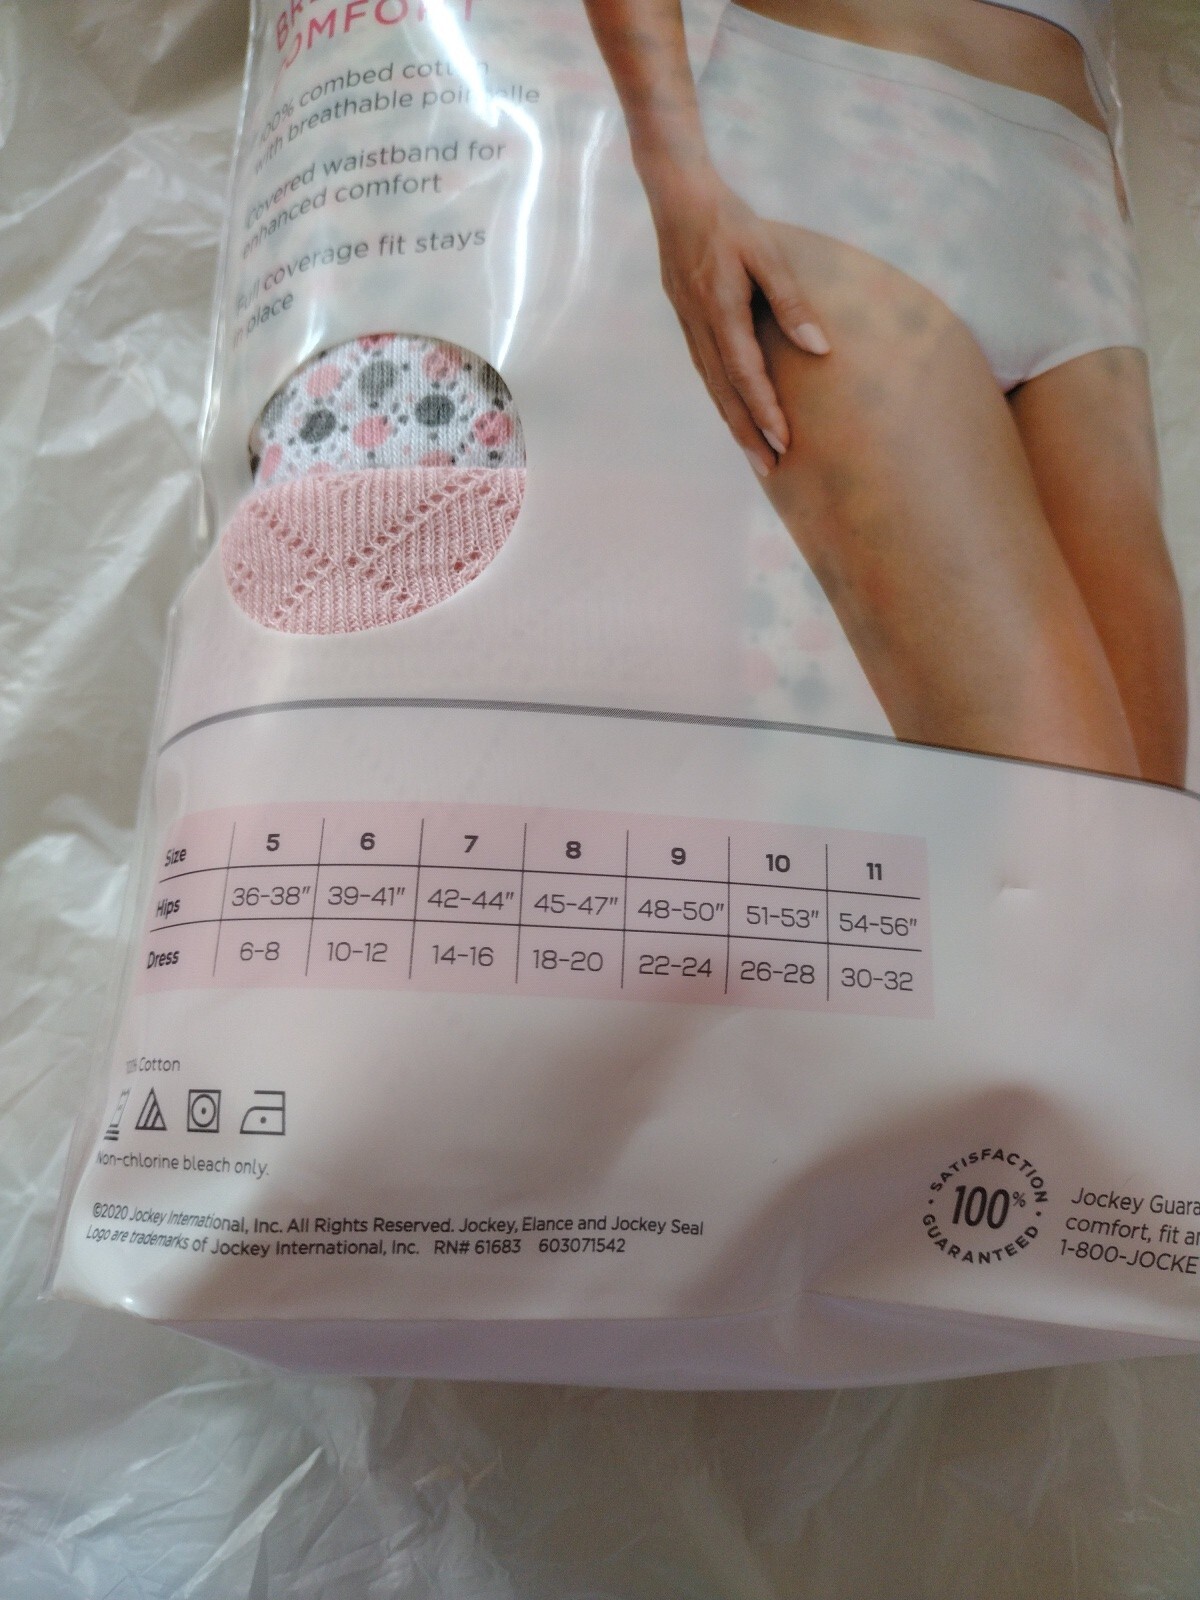 COMFORT
100% combed cotton
with breathable pointelle
Covered waistband for
enhanced comfort
Full coverage fit stays
place
Size 5 6 7 8 9 10 11
Hips 36-38" 39-41" 42-44" 45-47" 48-50" 51-53" 54-56"
Dress 6-8 10-12 14-16 18-20 22-24 26-28 30-32
Cotton
Non-chlorine bleach only.
©2020 Jockey International, Inc. All Rights Reserved. Jockey, Elance and Jockey Seal
Logo are trademarks of Jockey International, Inc. RN# 61683 603071542
SATISFACTION
100%
GUARANTEED
Jockey Guara
comfort, fit a
1-800-JOCKE